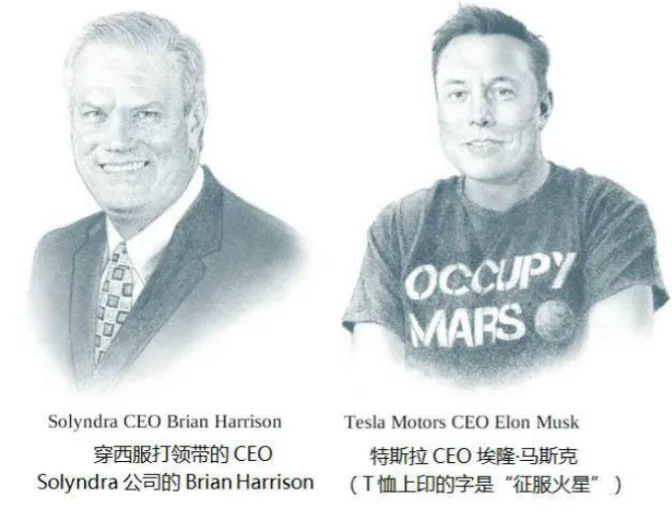 OCCUPY
MARS
Solyndra CEO Brian Harrison
穿西服打领带的 CEO
Solyndra 公司的 Brian Harrison
Tesla Motors CEO Elon Musk
特斯拉 CEO 埃隆·马斯克
（T 恤上印的字是“征服火星”）